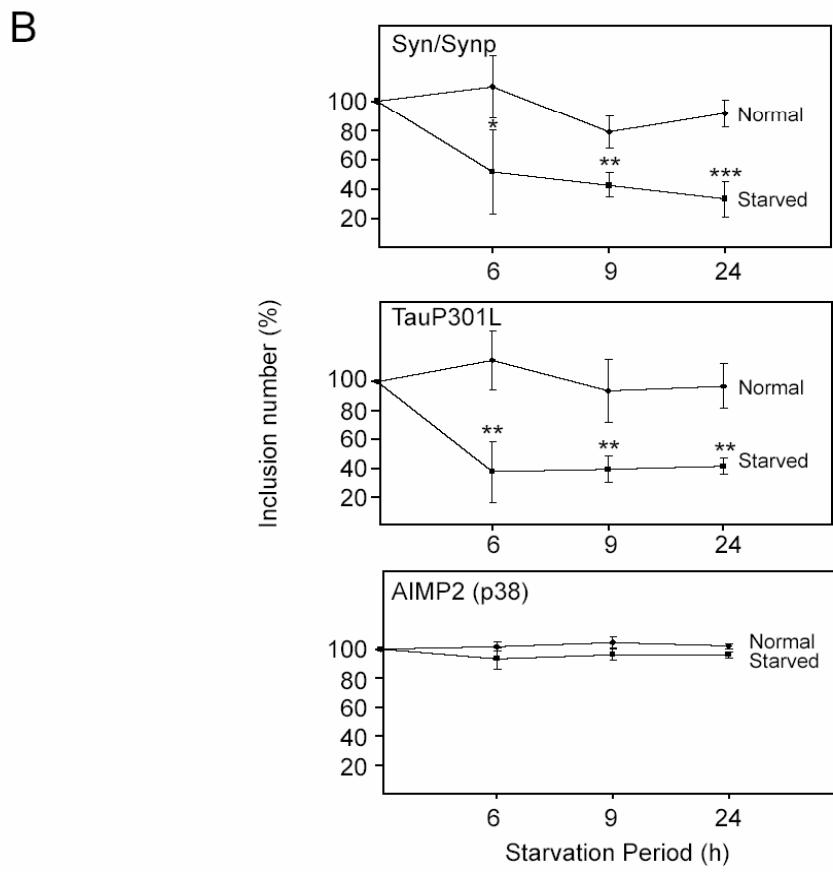 B
Syn/Synp
100
80
60
40
20
*
**
***
Normal
Starved
6 9 24
Inclusion number (%)
TauP301L
100
80
60
40
20
**
**
**
Normal
Starved
6 9 24
AIMP2 (p38)
100
80
60
40
20
Normal
Starved
6 9 24
Starvation Period (h)